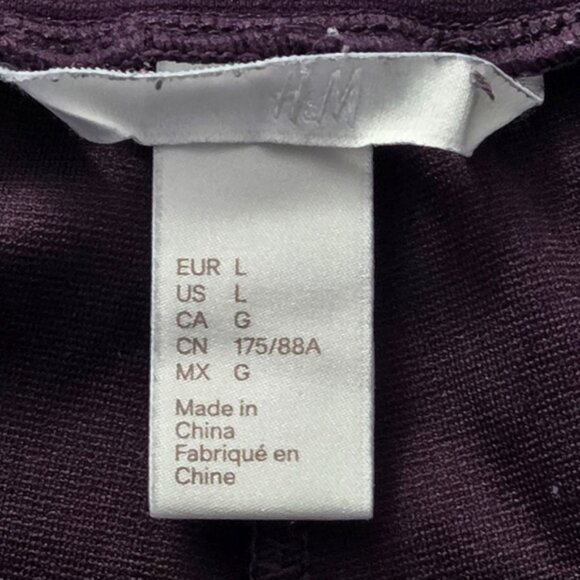 H&M
EUR L
US L
CA G
CN 175/88A
MX G
Made in
China
Fabriqué en
Chine